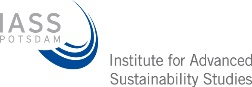 IASS
POTSDAM
Institute for Advanced
Sustainability Studies